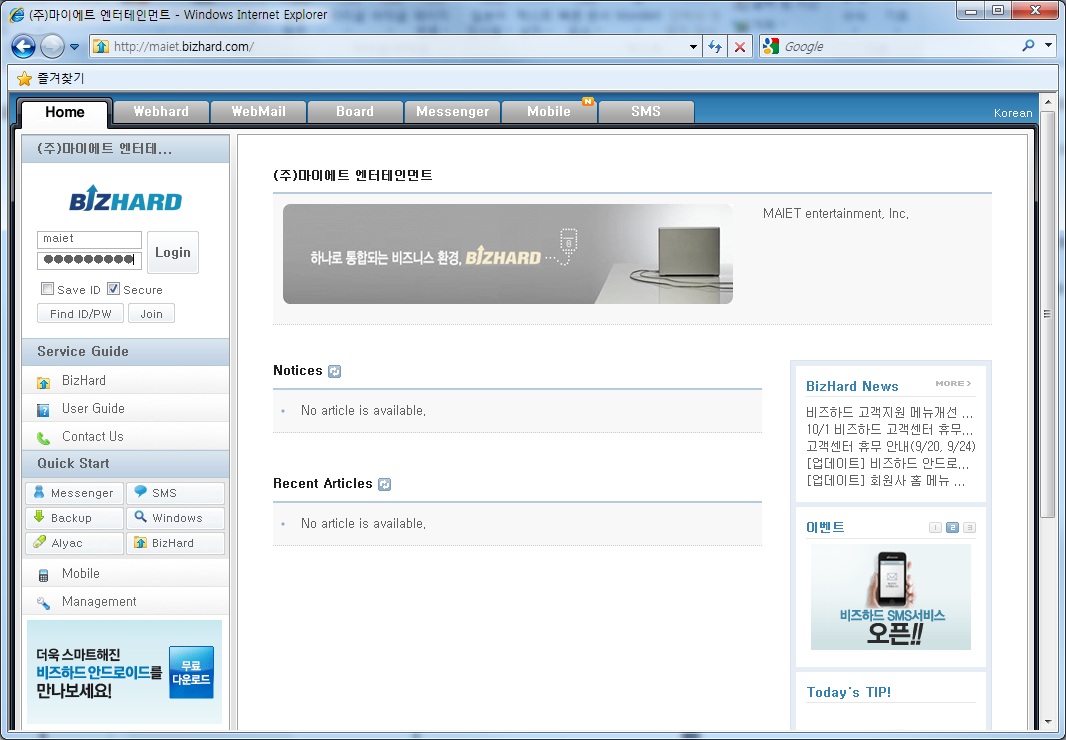 (주)마이에트 엔터테인먼트 - Windows Internet Explorer
http://maiet.bizhard.com/
Google
즐겨찾기
Home
Webhard
WebMail
Board
Messenger
Mobile
N
SMS
Korean
(주)마이에트 엔터테...
BIZHARD
maiet
Login
Save ID
Secure
Find ID/PW
Join
Service Guide
BizHard
User Guide
Contact Us
Quick Start
Messenger
SMS
Backup
Windows
Alyac
BizHard
Mobile
Management
더욱 스마트해진
비즈하드 안드로이드를
만나보세요!
무료
다운로드
(주)마이에트 엔터테인먼트
하나로 통합되는 비즈니스 환경, BIZHARD
MAIET entertainment, Inc.
Notices
No article is available.
Recent Articles
No article is available.
BizHard News
MORE >
비즈하드 고객지원 메뉴개선 ...
10/1 비즈하드 고객센터 휴무...
고객센터 휴무 안내(9/20, 9/24)
[업데이트] 비즈하드 안드로...
[업데이트] 회원사 홈 메뉴 ...
이벤트
1 2 3
비즈하드 SMS서비스
오픈!!
Today's TIP!